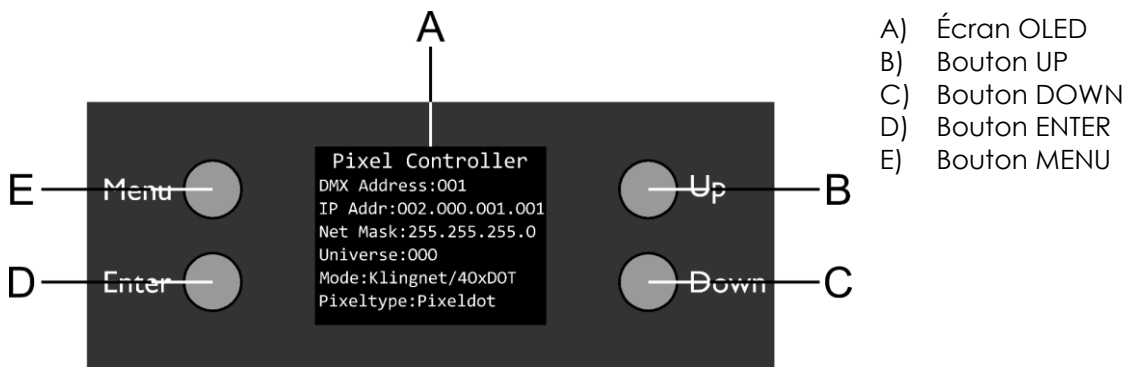 A
A) Écran OLED
B) Bouton UP
C) Bouton DOWN
D) Bouton ENTER
E) Bouton MENU
Pixel Controller
DMX Address:001
IP Addr:002.000.001.001
Net Mask:255.255.255.0
Universe:000
Mode:Klingnet/40xDOT
Pixeltype:Pixeldot
E Menu
Up B
D Enter
Down C